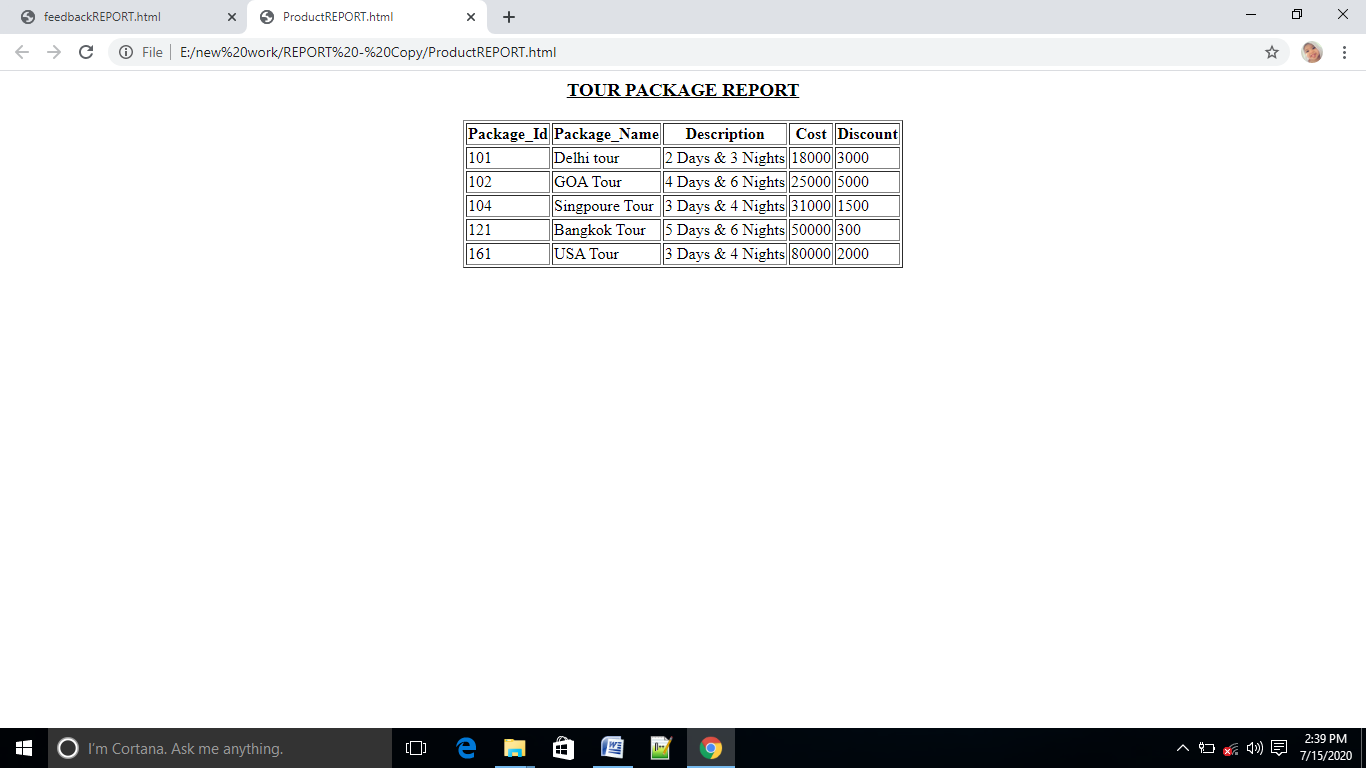 feedbackREPORT.html
ProductREPORT.html
File
E:/new%20work/REPORT%20-%20Copy/ProductREPORT.html
TOUR PACKAGE REPORT
Package_Id Package_Name Description Cost Discount
101 Delhi tour 2 Days & 3 Nights 18000 3000
102 GOA Tour 4 Days & 6 Nights 25000 5000
104 Singpoure Tour 3 Days & 4 Nights 31000 1500
121 Bangkok Tour 5 Days & 6 Nights 50000 300
161 USA Tour 3 Days & 4 Nights 80000 2000
I'm Cortana. Ask me anything.
2:39 PM
7/15/2020